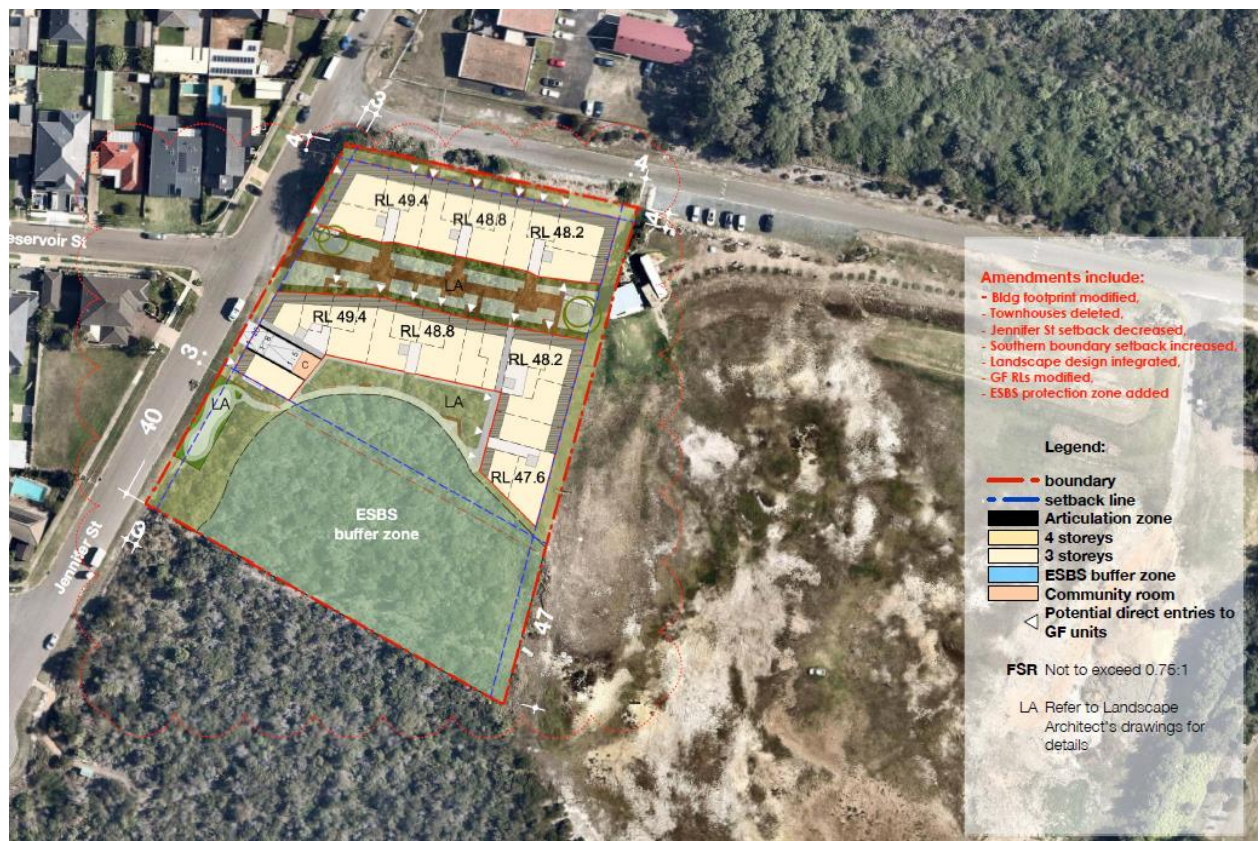 4
3
4
4
eservoir St
RL 49.4
RL 48.8
RL 48.2
LA
RL 49.4
RL 48.8
RL 48.2
C
LA
LA
3
40
RL 47.6
ESBS
buffer zone
Jennifer St
3
47
Amendments include:
- Bldg footprint modified,
- Townhouses deleted,
- Jennifer St setback decreased,
- Southern boundary setback increased,
- Landscape design integrated,
- GF RLs modified,
- ESBS protection zone added
Legend:
boundary
setback line
Articulation zone
4 storeys
3 storeys
ESBS buffer zone
Community room
Potential direct entries to
GF units
FSR Not to exceed 0.75:1
LA Refer to Landscape
Architect's drawings for
details